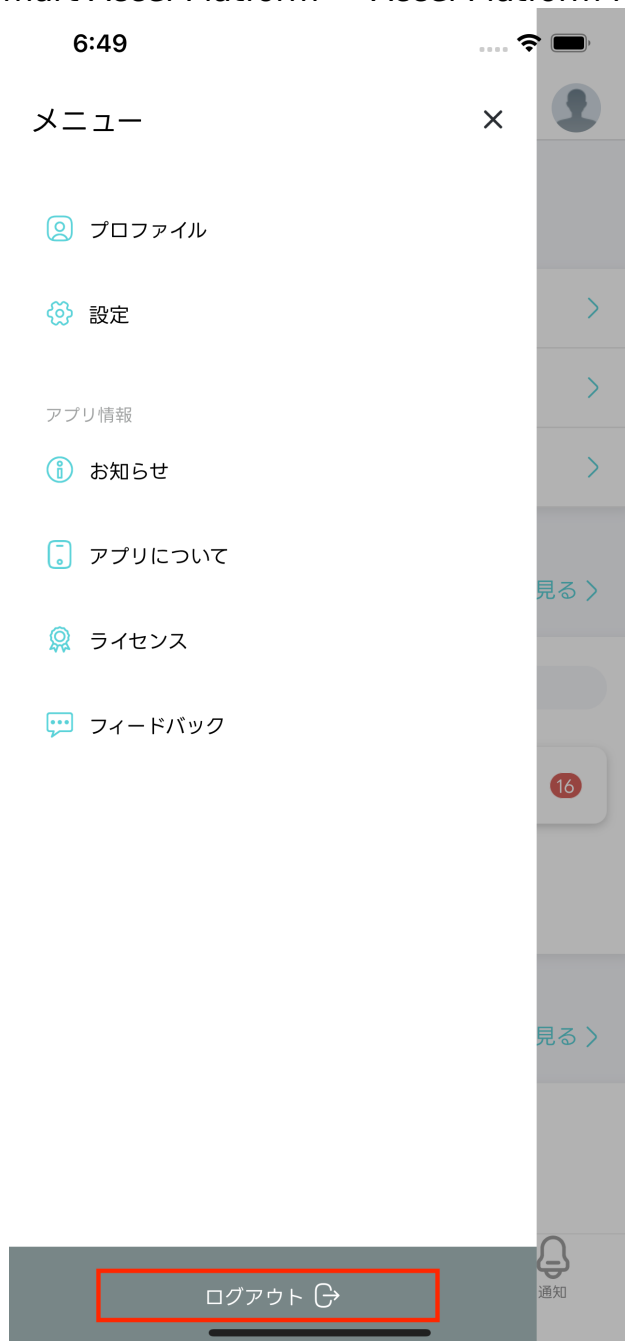 6:49
メニュー
プロファイル
設定
アプリ情報
お知らせ
アプリについて
見る
ライセンス
フィードバック
16
見る
ログアウト
通知